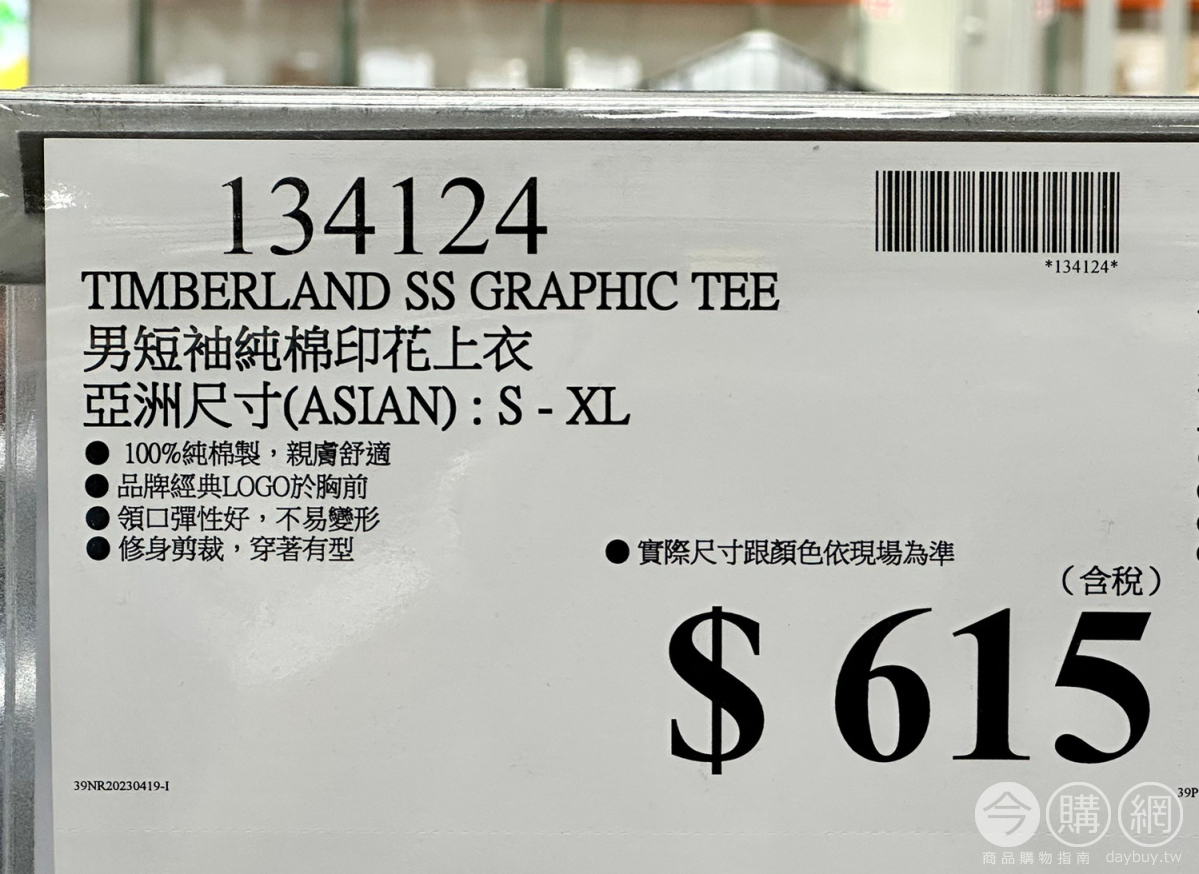 134124
*134124*
TIMBERLAND SS GRAPHIC TEE
男短袖純棉印花上衣
亞洲尺寸(ASIAN) : S - XL
● 100%純棉製，親膚舒適
● 品牌經典LOGO於胸前
● 領口彈性好，不易變形
● 修身剪裁，穿著有型
● 實際尺寸跟顏色依現場為準
（含稅）
$ 615
39NR20230419-I
39P
今購網
商品購物指南 daybuy.tw